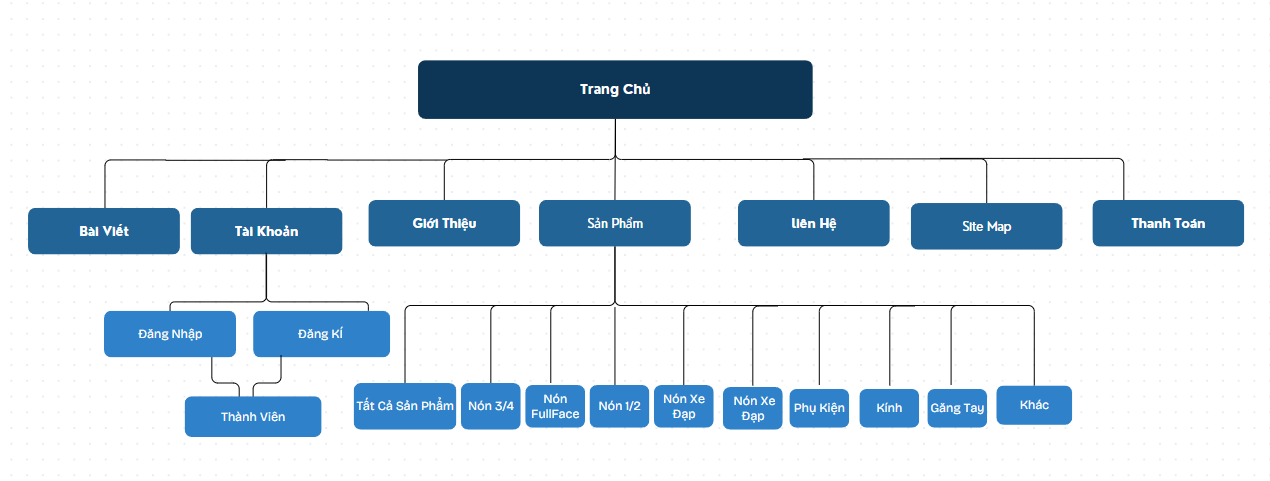 Trang Chủ
Bài Viết
Tài Khoản
Giới Thiệu
Sản Phẩm
Liên Hệ
Site Map
Thanh Toán
Đăng Nhập
Đăng Kí
Thành Viên
Tất Cả Sản Phẩm
Nón 3/4
Nón
FullFace
Nón 1/2
Nón Xe
Đạp
Nón Xe
Đạp
Phụ Kiện
Kính
Găng Tay
Khác